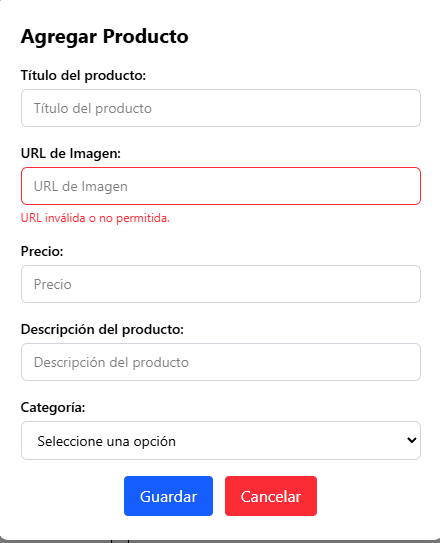 Agregar Producto
Título del producto:
Título del producto
URL de Imagen:
URL de Imagen
URL inválida o no permitida.
Precio:
Precio
Descripción del producto:
Descripción del producto
Categoría:
Seleccione una opción
Guardar Cancelar